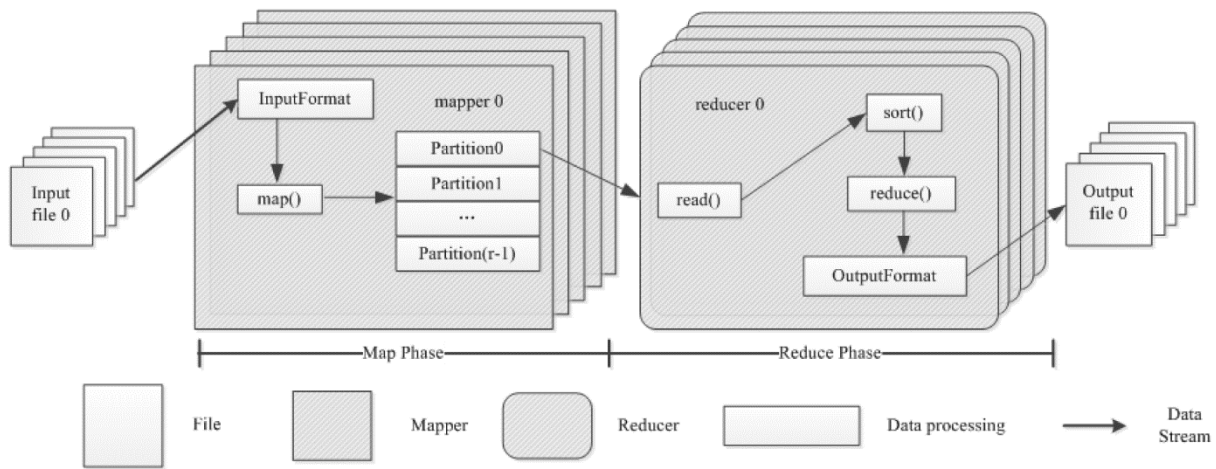 Input
file 0
InputFormat
map()
mapper 0
Partition0
Partition1
...
Partition(r-1)
reducer 0
read()
sort()
reduce()
OutputFormat
Output
file 0
Map Phase
Reduce Phase
File
Mapper
Reducer
Data processing
Data
Stream